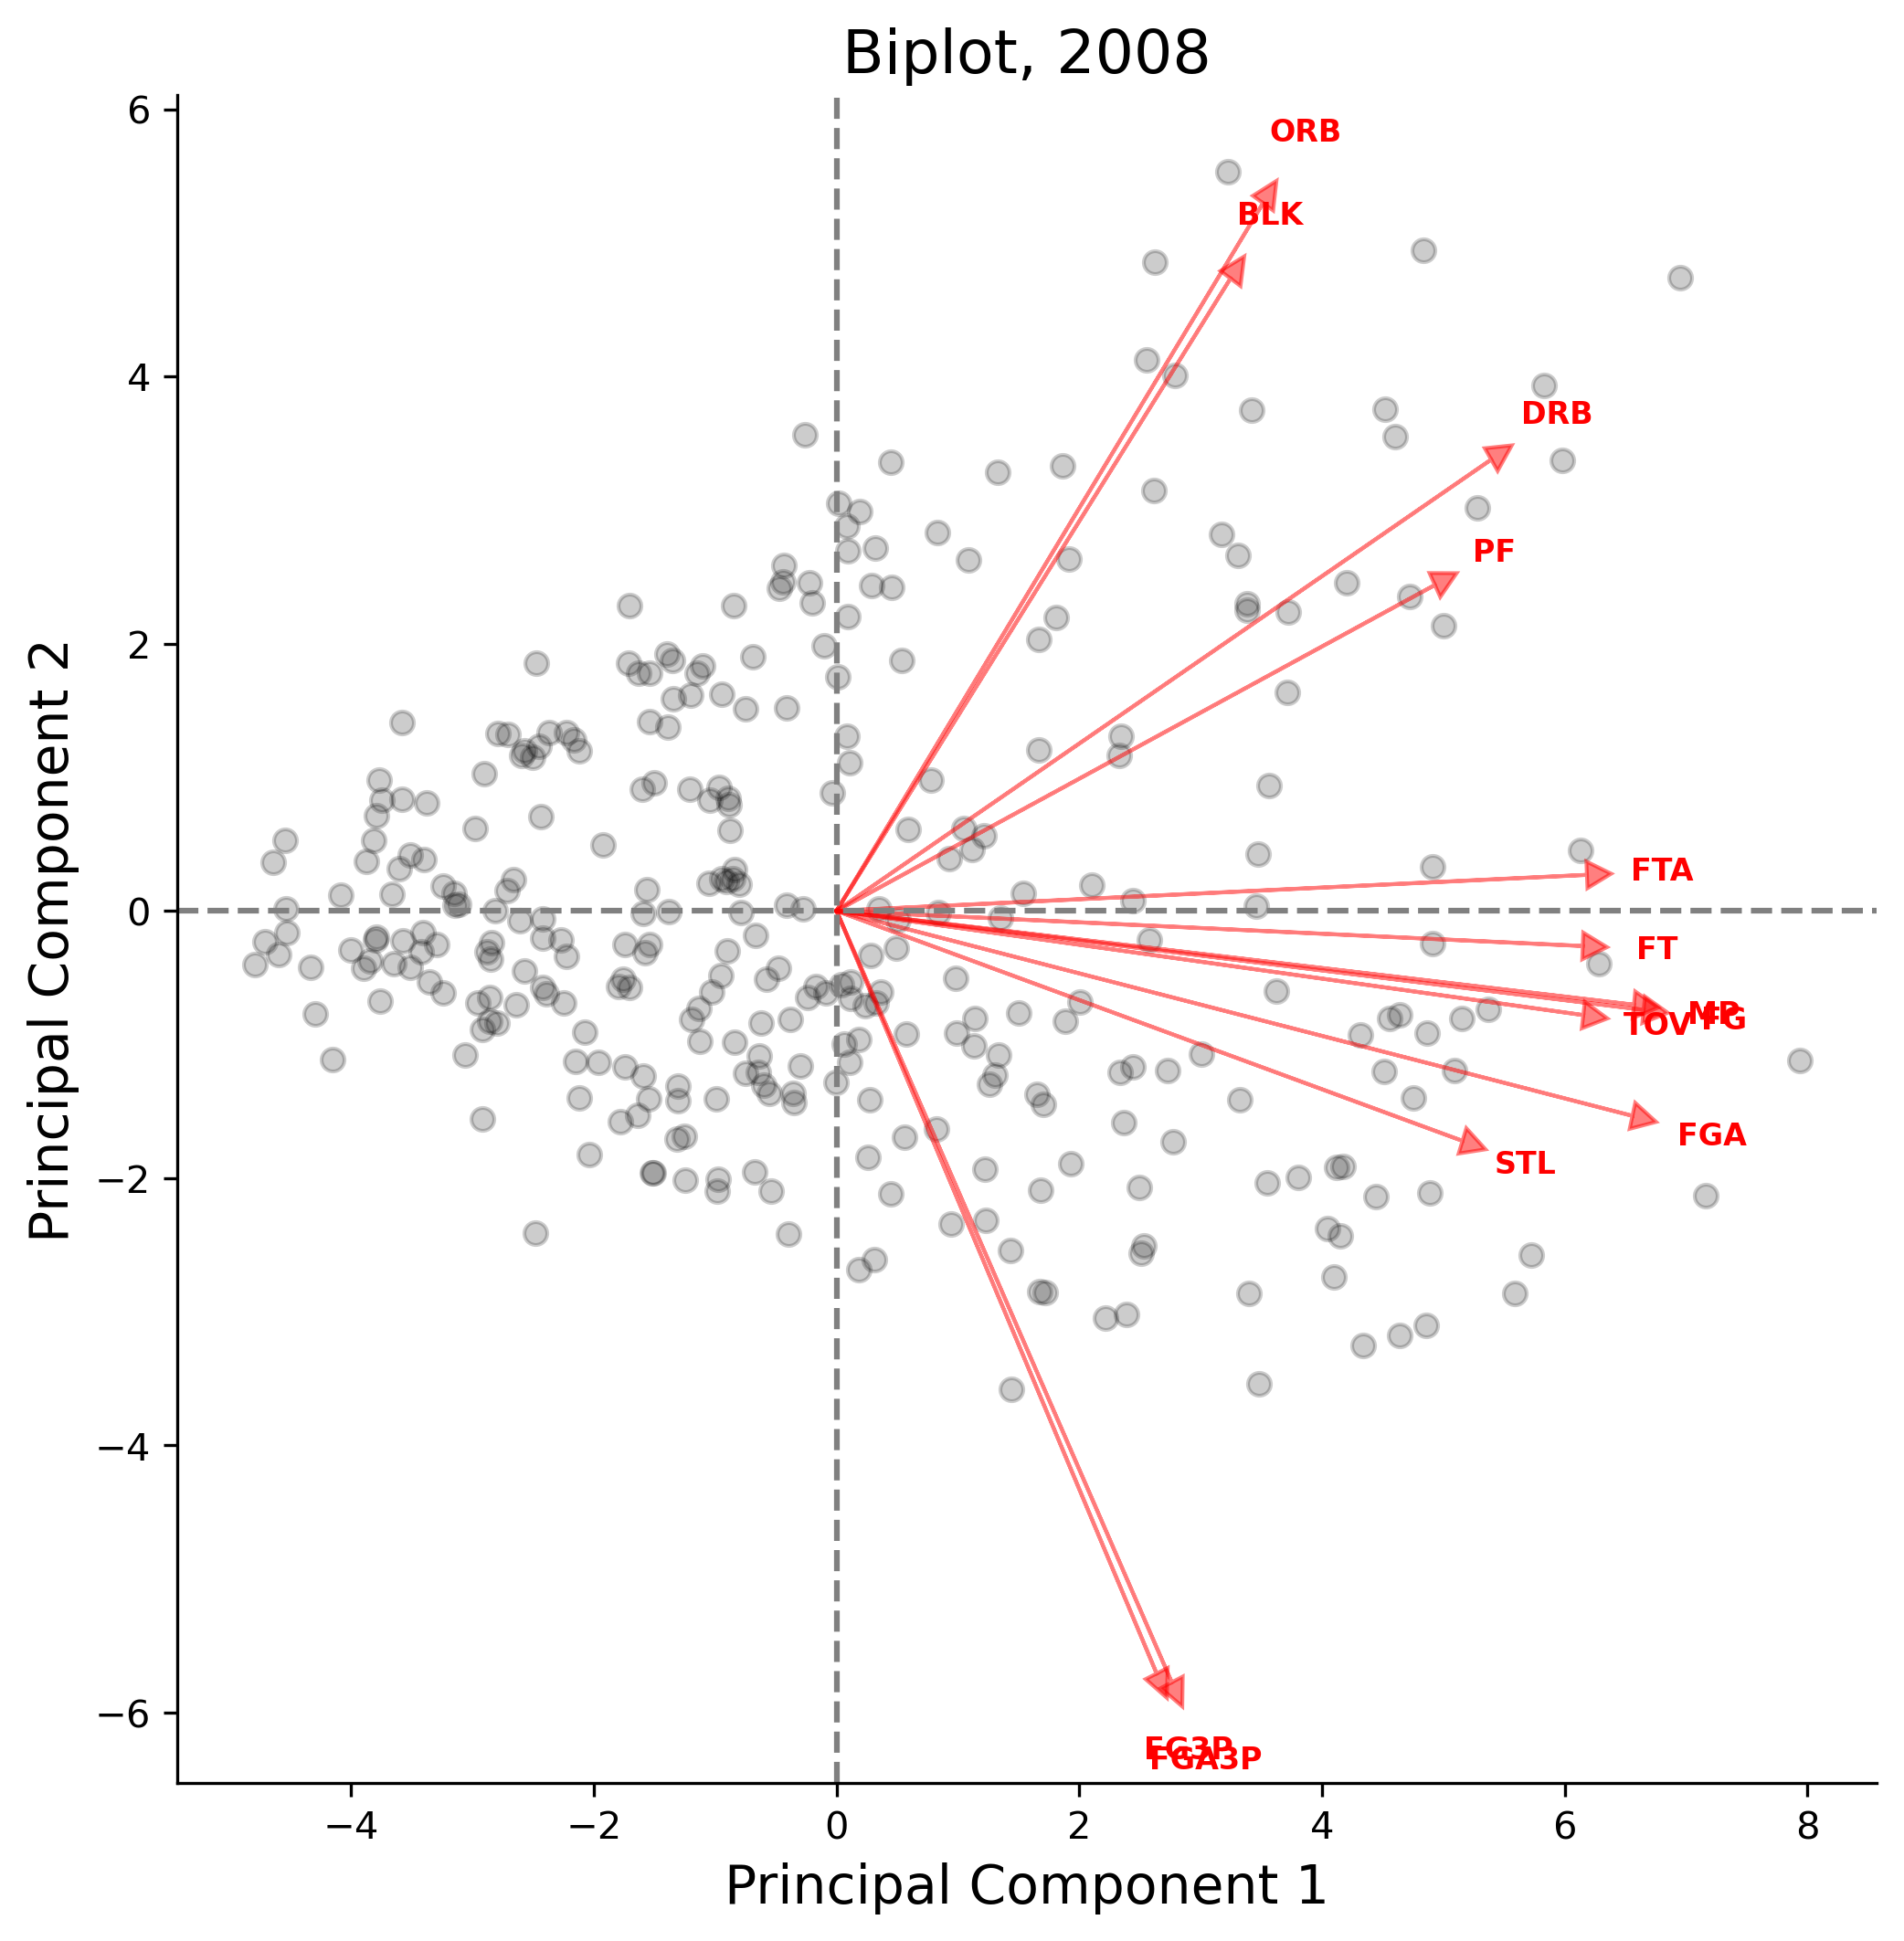 Biplot, 2008
6
ORB
BLK
4
DRB
PF
2
FTA
0
FT
MP
TOV FG
FGA
STL
−2
−4
−6
FG3P
FGA3P
−4 −2 0 2 4 6 8
Principal Component 1
Principal Component 2